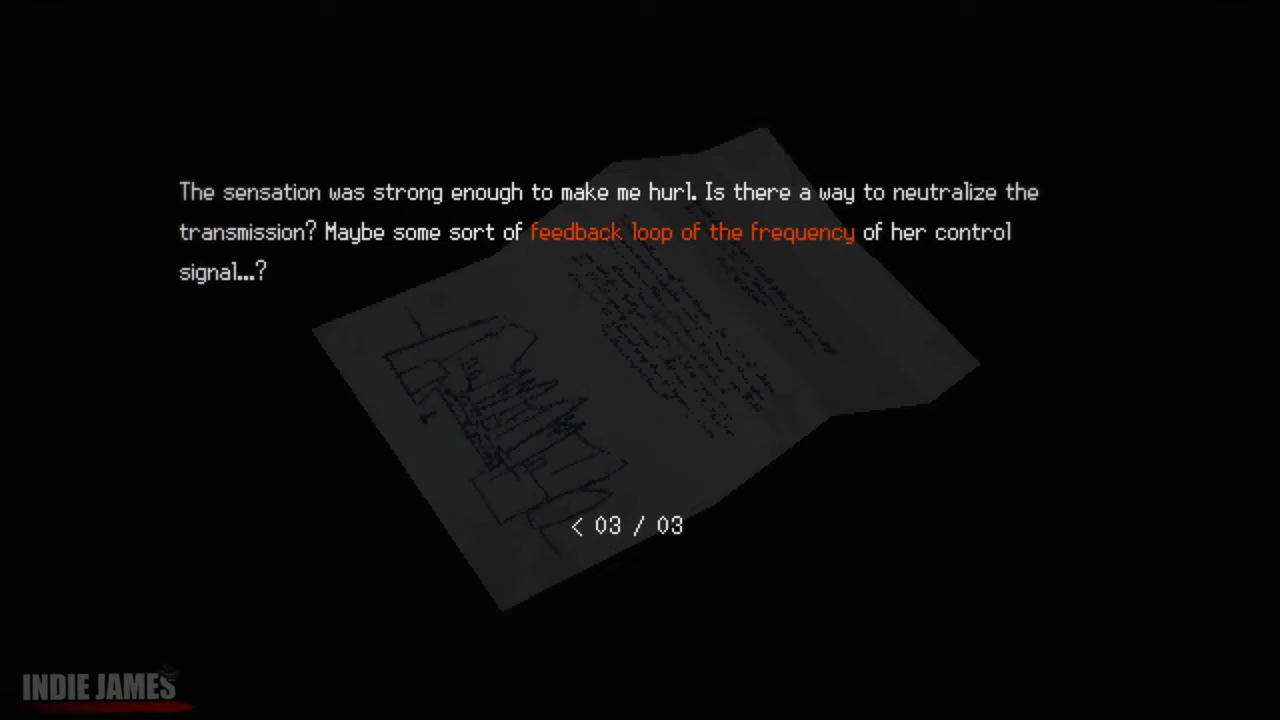 The sensation was strong enough to make me hurl. Is there a way to neutralize the
transmission? Maybe some sort of feedback loop of the frequency of her control
signal...?
< 03 / 03
INDIE JAMES